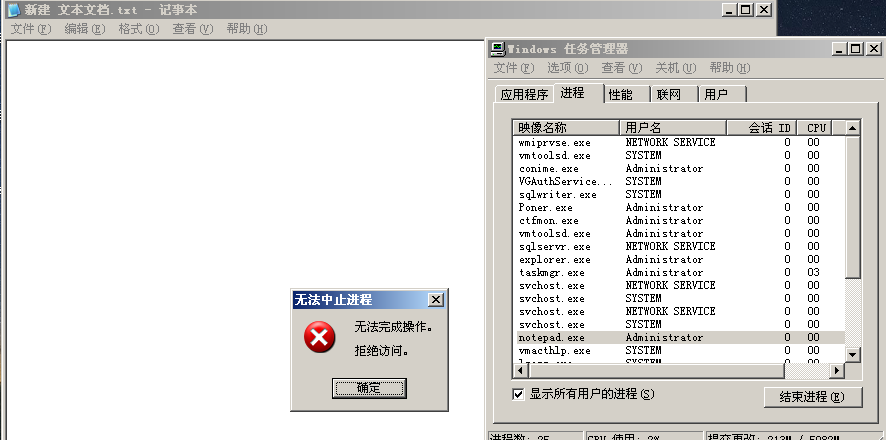 新建 文本文档.txt - 记事本
文件(F) 编辑(E) 格式(O) 查看(V) 帮助(H)
Windows 任务管理器
文件(F) 选项(O) 查看(V) 关机(U) 帮助(H)
应用程序 进程 性能 联网 用户
映像名称 用户名 会话 ID CPU
wmiprvse.exe NETWORK SERVICE 0 00
vmtoolsd.exe SYSTEM 0 00
conime.exe Administrator 0 00
VGAuthService... SYSTEM 0 00
sqlwriter.exe SYSTEM 0 00
Poner.exe Administrator 0 00
ctfmon.exe Administrator 0 00
vmtoolsd.exe Administrator 0 00
sqlservr.exe NETWORK SERVICE 0 00
explorer.exe Administrator 0 00
taskmgr.exe Administrator 0 03
svchost.exe NETWORK SERVICE 0 00
svchost.exe SYSTEM 0 00
svchost.exe NETWORK SERVICE 0 00
svchost.exe SYSTEM 0 00
notepad.exe Administrator 0 00
vmacthlp.exe SYSTEM 0 00
显示所有用户的进程(S) 结束进程(E)
进程数: 25 CPU 使用: 3%
无法中止进程
无法完成操作。
拒绝访问。
确定